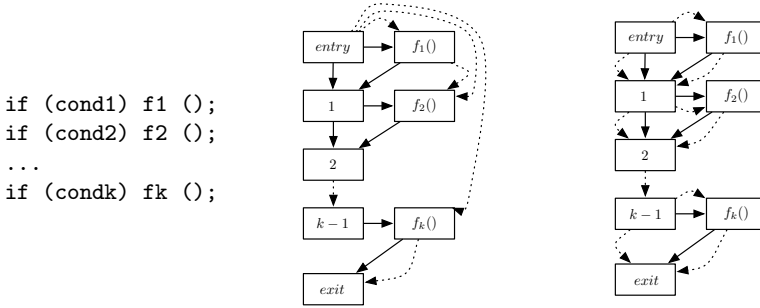 if (cond1) f1 ();
if (cond2) f2 ();
...
if (condk) fk ();
entry
f₁()
1
f₂()
2
k − 1
fₖ()
exit
entry
f₁()
1
f₂()
2
k − 1
fₖ()
exit